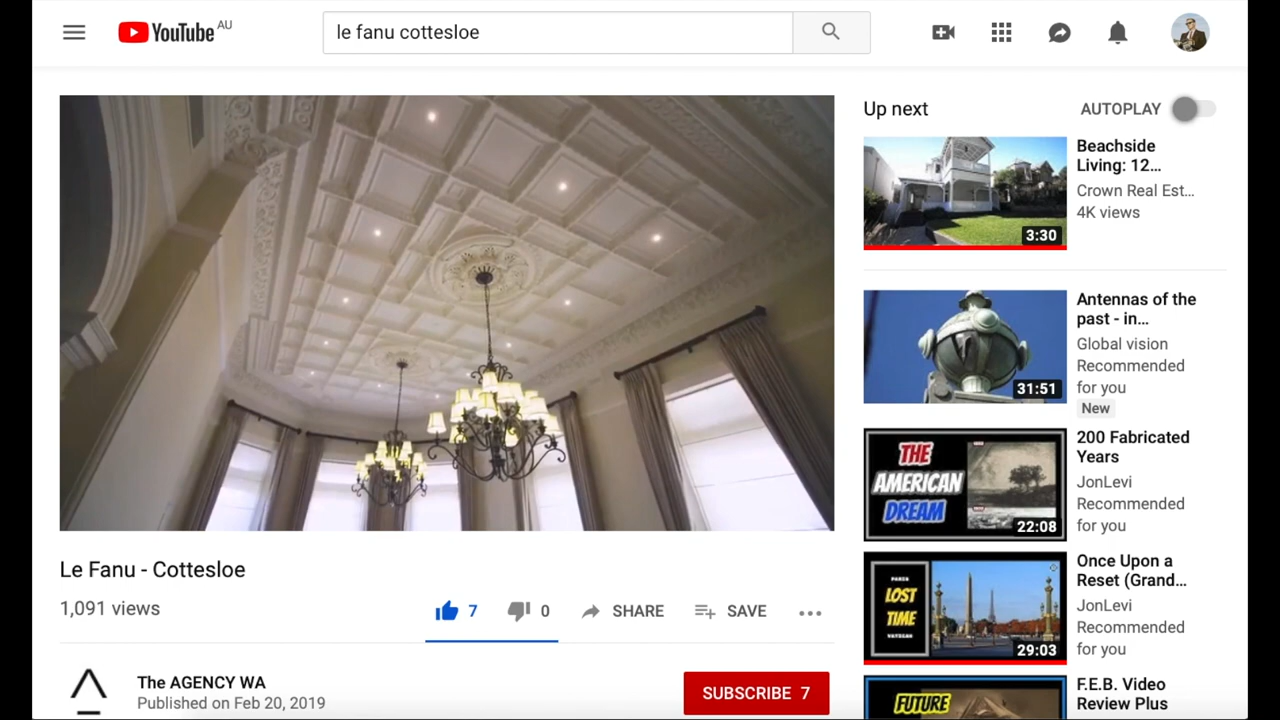 YouTube AU
le fanu cottesloe
Up next
AUTOPLAY
Beachside
Living: 12...
Crown Real Est...
4K views
3:30
Antennas of the
past - in...
Global vision
Recommended
for you
New
31:51
200 Fabricated
Years
JonLevi
Recommended
for you
THE
AMERICAN
DREAM
22:08
Once Upon a
Reset (Grand...
JonLevi
Recommended
for you
PARIS
LOST
TIME
VATICAN
29:03
F.E.B. Video
Review Plus
FUTURE
Le Fanu - Cottesloe
1,091 views
7
0
SHARE
SAVE
The AGENCY WA
Published on Feb 20, 2019
SUBSCRIBE 7